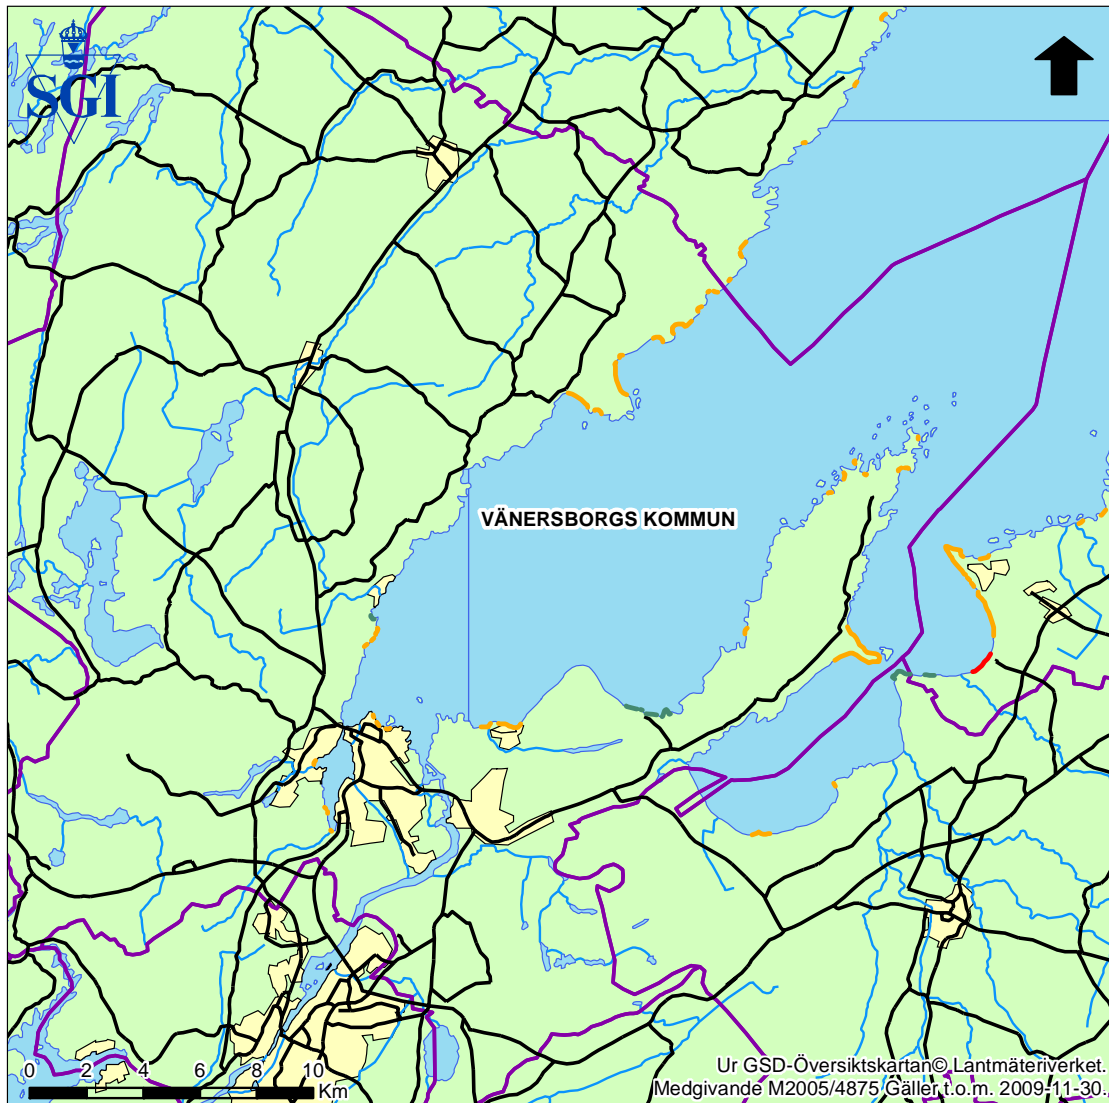 SGI
VÄNERSBORGS KOMMUN
0 2 4 6 8 10
Km
Ur GSD-Översiktskartan© Lantmäteriverket.
Medgivande M2005/4875 Gäller t.o.m. 2009-11-30.